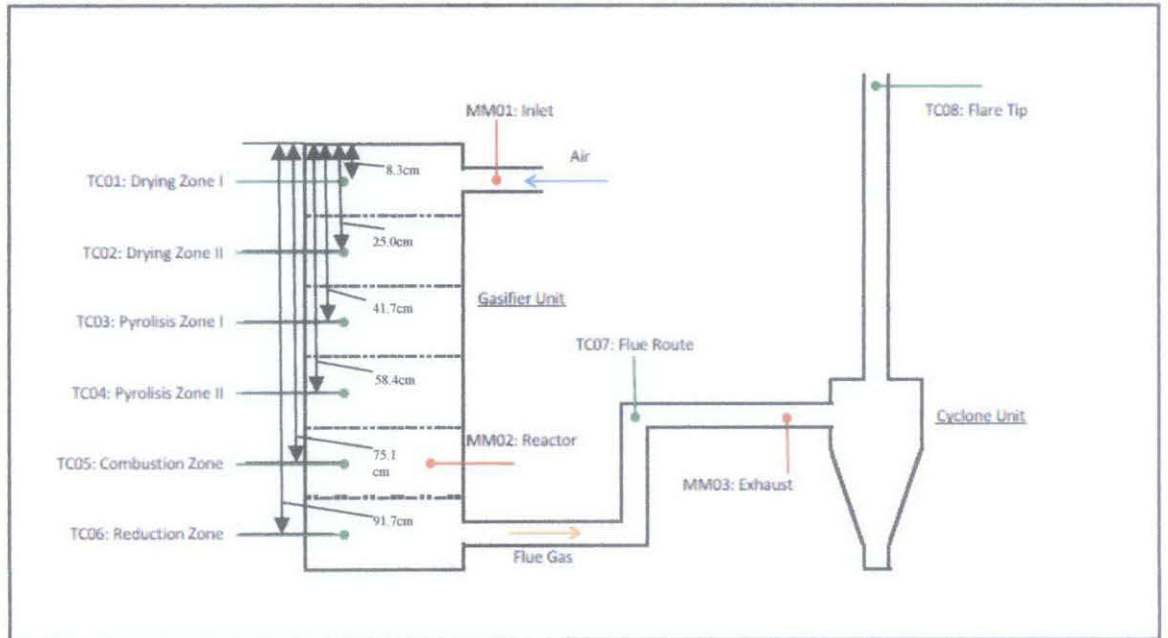 MM01: Inlet
TC08: Flare Tip
Air
8.3cm
TC01: Drying Zone I
25.0cm
TC02: Drying Zone II
Gasifier Unit
41.7cm
TC03: Pyrolisis Zone I
TC07: Flue Route
58.4cm
TC04: Pyrolisis Zone II
Cyclone Unit
MM02: Reactor
75.1
cm
TC05: Combustion Zone
MM03: Exhaust
91.7cm
TC06: Reduction Zone
Flue Gas